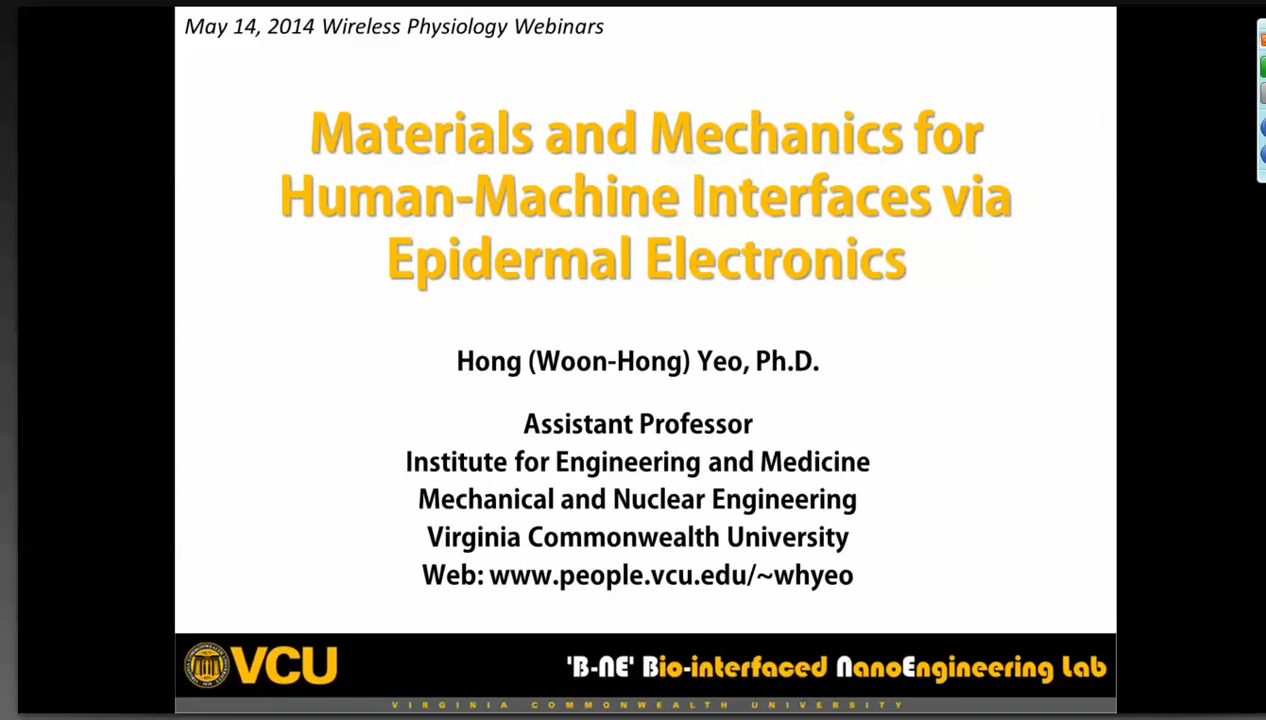 May 14, 2014 Wireless Physiology Webinars
Materials and Mechanics for
Human-Machine Interfaces via
Epidermal Electronics
Hong (Woon-Hong) Yeo, Ph.D.
Assistant Professor
Institute for Engineering and Medicine
Mechanical and Nuclear Engineering
Virginia Commonwealth University
Web: www.people.vcu.edu/~whyeo
VCU
'B-NE' Bio-interfaced NanoEngineering Lab
VIRGINIA COMMONWEALTH UNIVERSITY